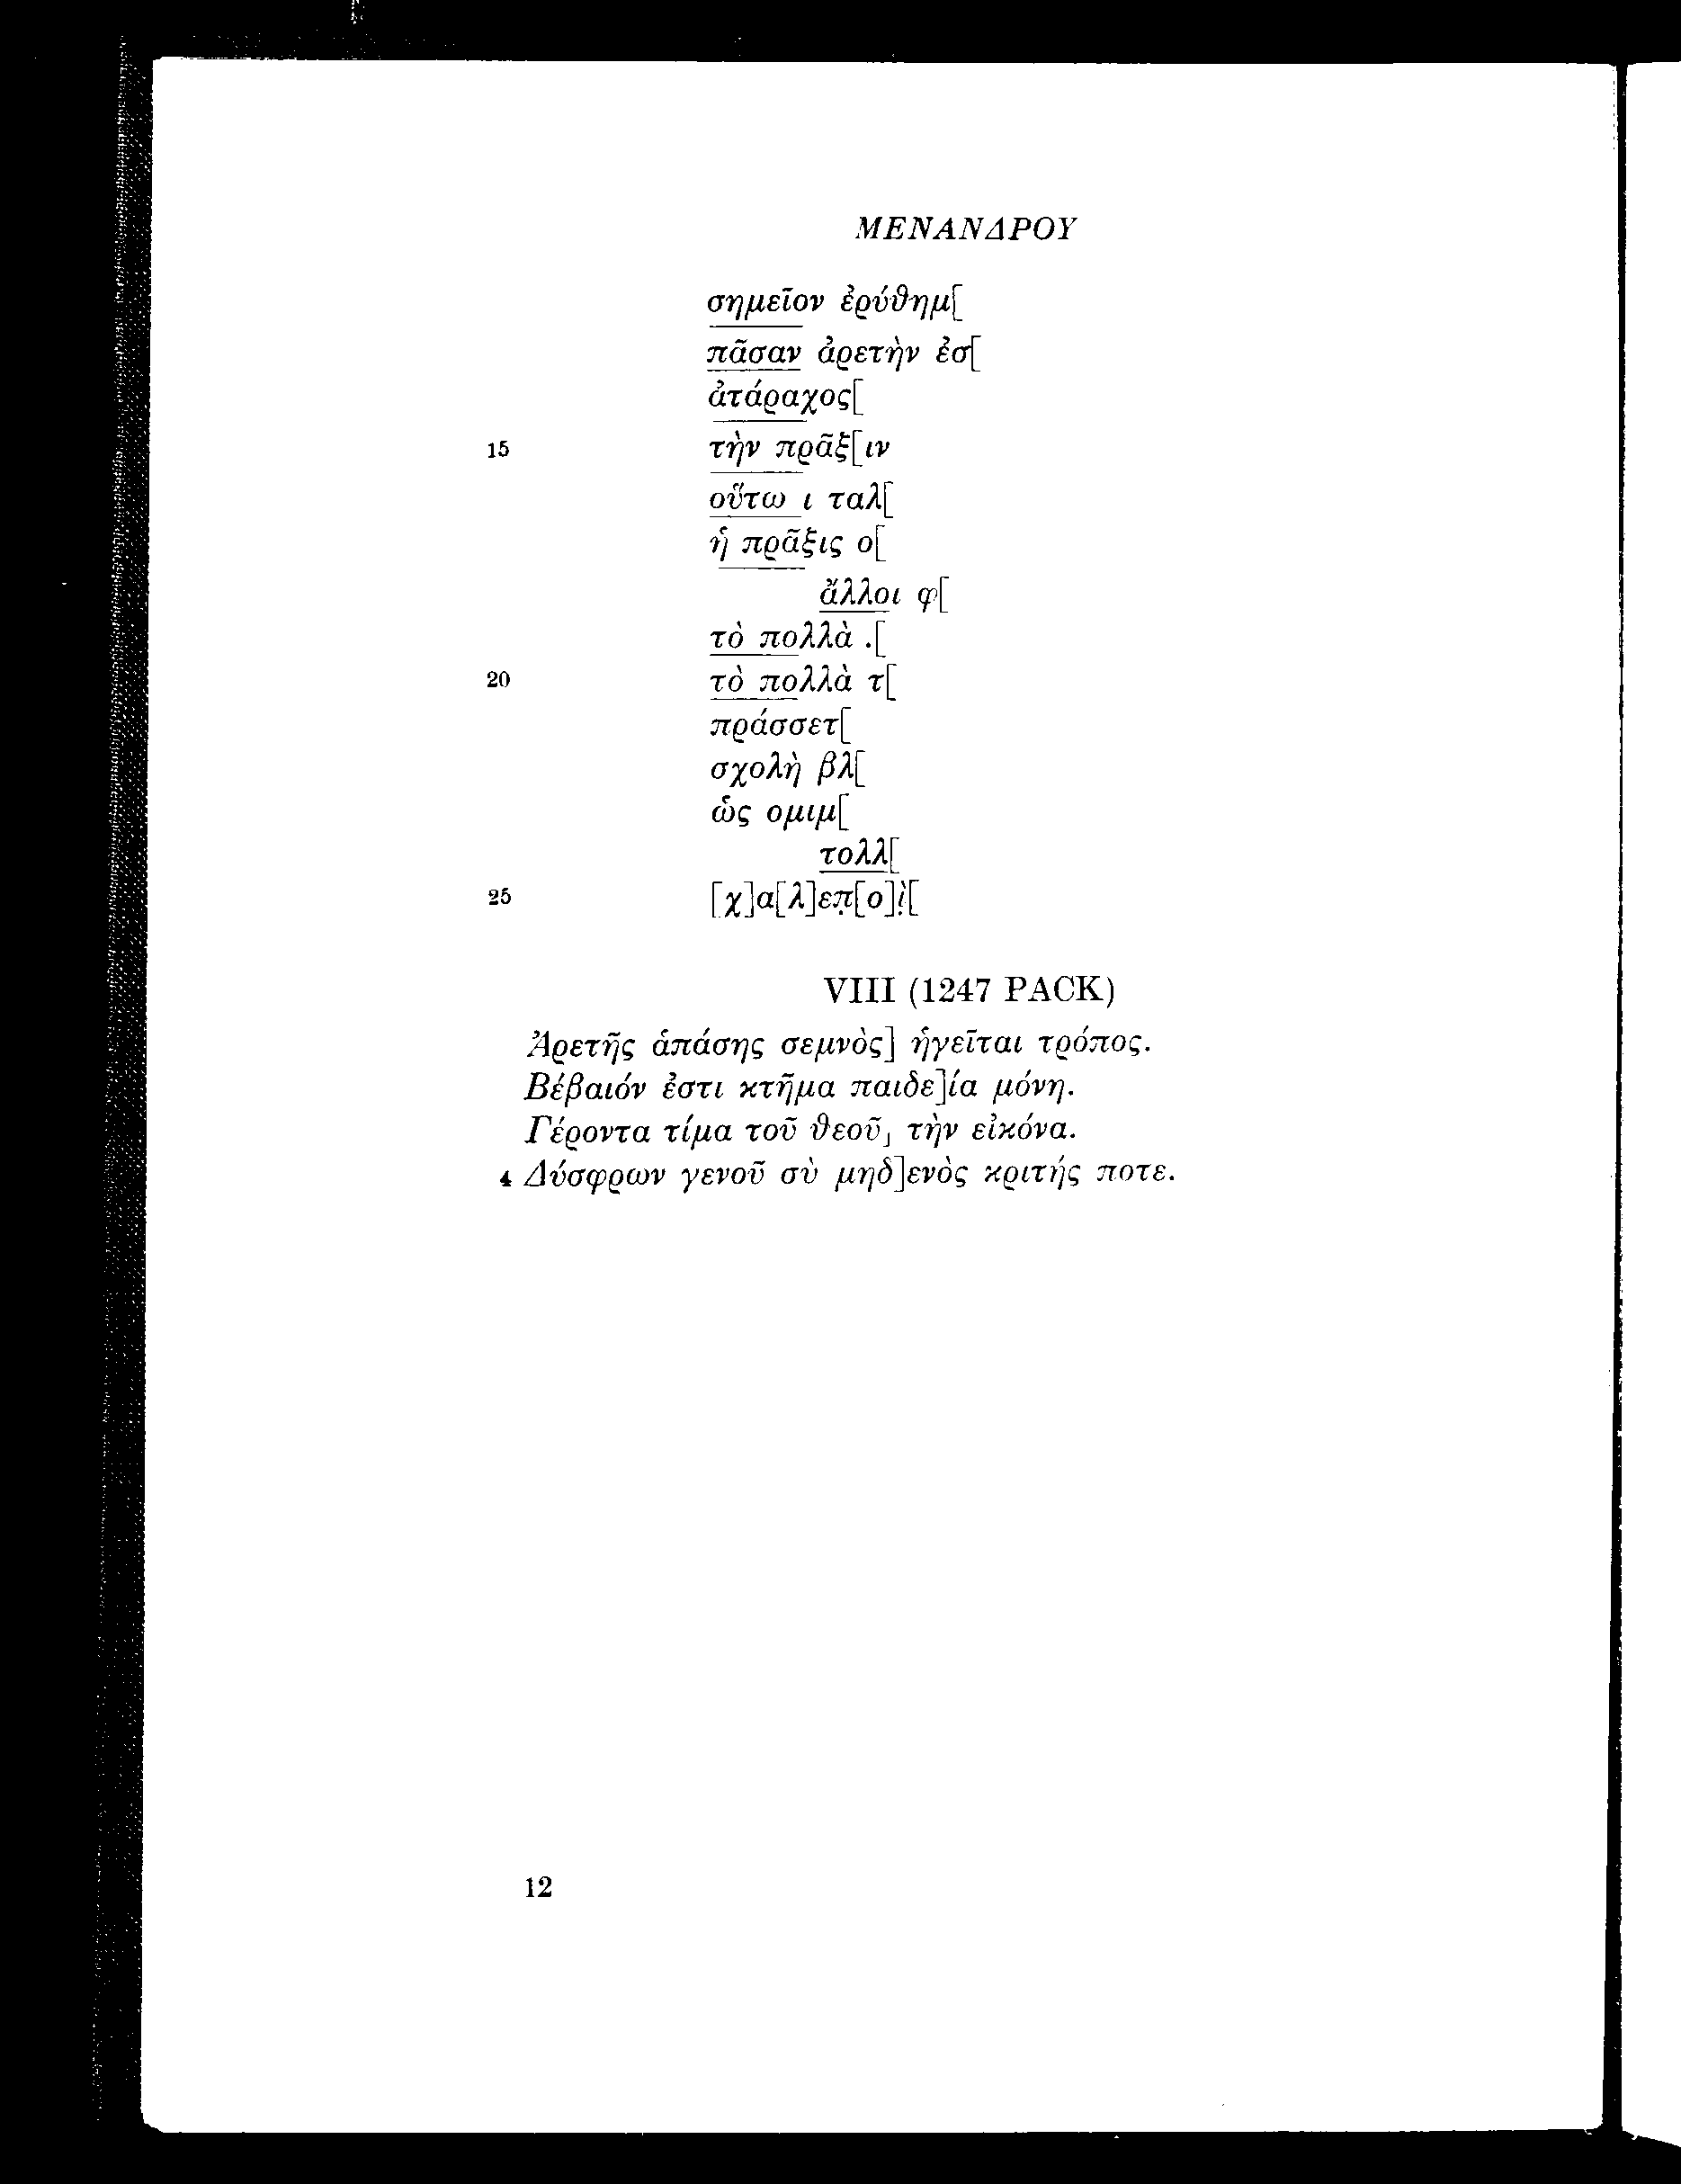 ΜΕΝΑΝΔΡΟΥ
σημεῖον ἐρύθημ[
πᾶσαν ἀρετὴν ἐσ[
ἀτάραχος[
15 τὴν πρᾶξ[ιν
οὕτω ι ταλ[
ἡ πρᾶξις ο[
ἄλλοι φ[
τὸ πολλὰ .[
20 τὸ πολλὰ τ[
πράσσετ[
σχολὴ βλ[
ὡς ομιμ[
τολλ[
25 [χ]α[λ]επ̣[ο]ὶ̣[
VIII (1247 PACK)
Ἀρετῆς ἁπάσης σεμνὸς] ἡγεῖται τρόπος.
Βέβαιόν ἐστι κτῆμα παιδε]ία μόνη.
Γέροντα τίμα τοῦ θεοῦ⌟ τὴν εἰκόνα.
4 Δύσφρων γενοῦ σὺ μηδ]ενὸς κριτής ποτε.
12